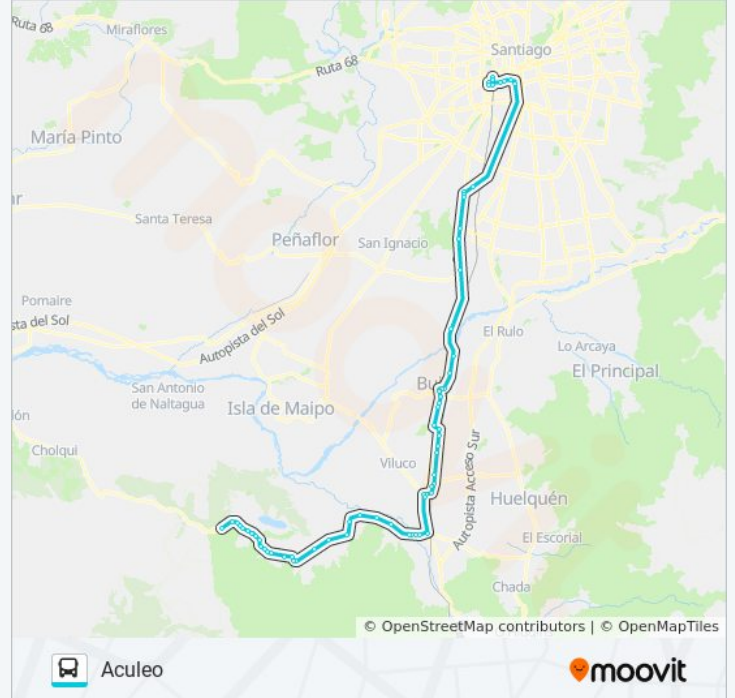 Ruta 68
Miraflores
Santiago
Ruta 68
María Pinto
Santa Teresa
Peñaflor
San Ignacio
Pomaire
sta del Sol
Autopista del Sol
El Rulo
Lo Arcaya
El Principal
San Antonio
de Naltagua
Isla de Maipo
Cholqui
Viluco
Autopista Acceso Sur
Huelquén
El Escorial
Chada
© OpenStreetMap contributors | © OpenMapTiles
Aculeo
moovit